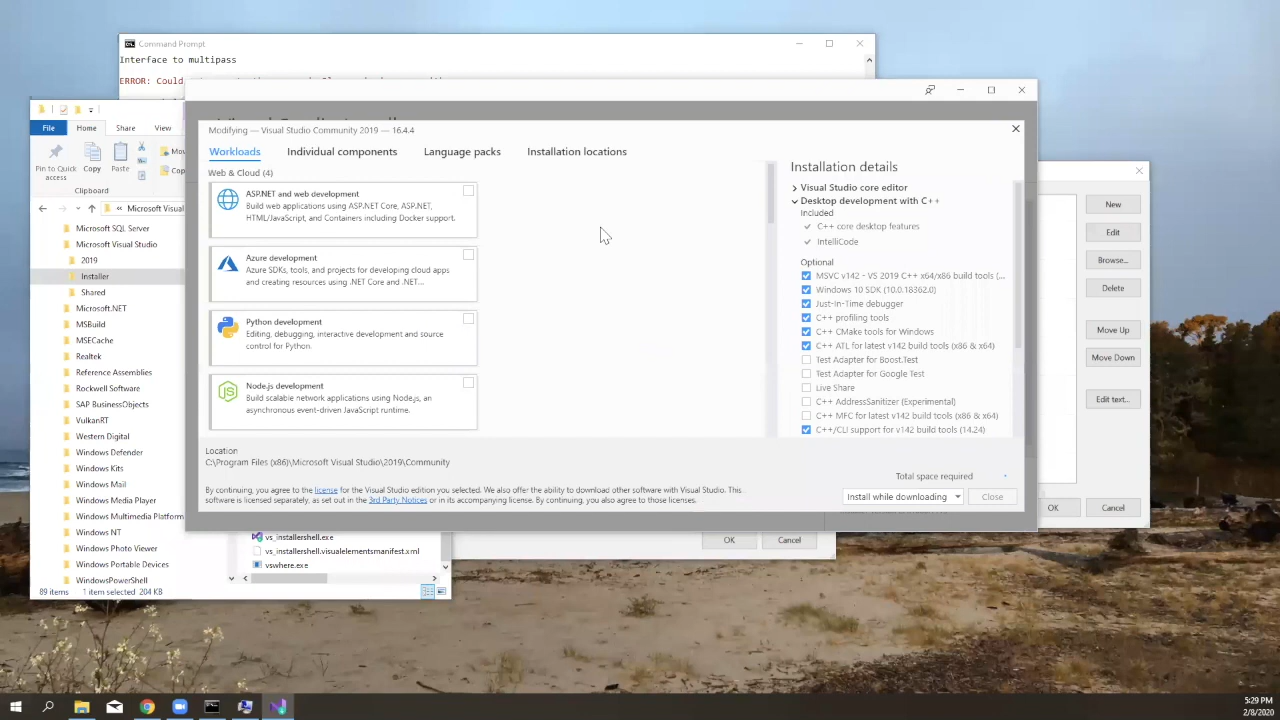 Command Prompt
Interface to multipass
ERROR: Could
Modifying — Visual Studio Community 2019 — 16.4.4
Workloads
Individual components
Language packs
Installation locations
Web & Cloud (4)
ASP.NET and web development
Build web applications using ASP.NET Core, ASP.NET,
HTML/JavaScript, and Containers including Docker support.
Azure development
Azure SDKs, tools, and projects for developing cloud apps
and creating resources using .NET Core and .NET...
Python development
Editing, debugging, interactive development and source
control for Python.
Node.js development
Build scalable network applications using Node.js, an
asynchronous event-driven JavaScript runtime.
Installation details
Visual Studio core editor
Desktop development with C++
Included
C++ core desktop features
IntelliCode
Optional
MSVC v142 - VS 2019 C++ x64/x86 build tools (...
Windows 10 SDK (10.0.18362.0)
Just-In-Time debugger
C++ profiling tools
C++ CMake tools for Windows
C++ ATL for latest v142 build tools (x86 & x64)
Test Adapter for Boost.Test
Test Adapter for Google Test
Live Share
C++ AddressSanitizer (Experimental)
C++ MFC for latest v142 build tools (x86 & x64)
C++/CLI support for v142 build tools (14.24)
Location
C:\Program Files (x86)\Microsoft Visual Studio\2019\Community
Total space required
By continuing, you agree to the license for the Visual Studio edition you selected. We also offer the ability to download other software with Visual Studio. This
software is licensed separately, as set out in the 3rd Party Notices or in its accompanying license. By continuing, you also agree to those licenses.
Install while downloading
Close
File
Home
Share
View
Pin to Quick
access
Copy
Paste
Mov
Cop
Clipboard
« Microsoft Visual
Microsoft SQL Server
Microsoft Visual Studio
2019
Installer
Shared
Microsoft.NET
MSBuild
MSECache
Realtek
Reference Assemblies
Rockwell Software
SAP BusinessObjects
VulkanRT
Western Digital
Windows Defender
Windows Kits
Windows Mail
Windows Media Player
Windows Multimedia Platform
Windows NT
Windows Photo Viewer
Windows Portable Devices
WindowsPowerShell
vs_installershell.exe
vs_installershell.visualelementsmanifest.xml
vswhere.exe
89 items
1 item selected 204 KB
OK
Cancel
New
Edit
Browse...
Delete
Move Up
Move Down
Edit text...
OK
Cancel
5:29 PM
2/8/2020